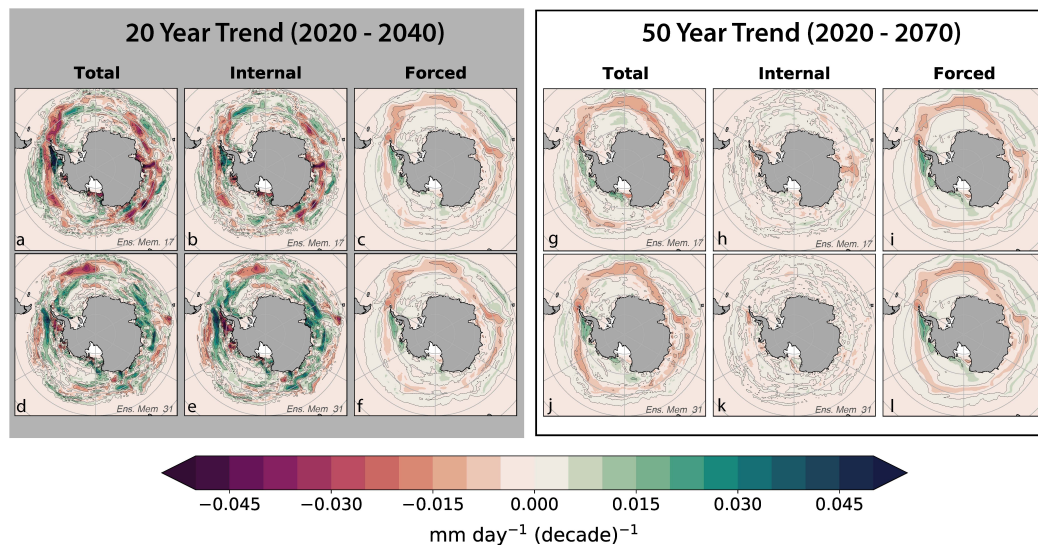 20 Year Trend (2020 - 2040)
50 Year Trend (2020 - 2070)
Total Internal Forced
Total Internal Forced
a Ens. Mem. 17
b Ens. Mem. 17
c
g Ens. Mem. 17
h Ens. Mem. 17
i
d Ens. Mem 31
e Ens. Mem 31
f
j Ens. Mem 31
k Ens. Mem 31
l
−0.045 −0.030 −0.015 0.000 0.015 0.030 0.045
mm day⁻¹ (decade)⁻¹